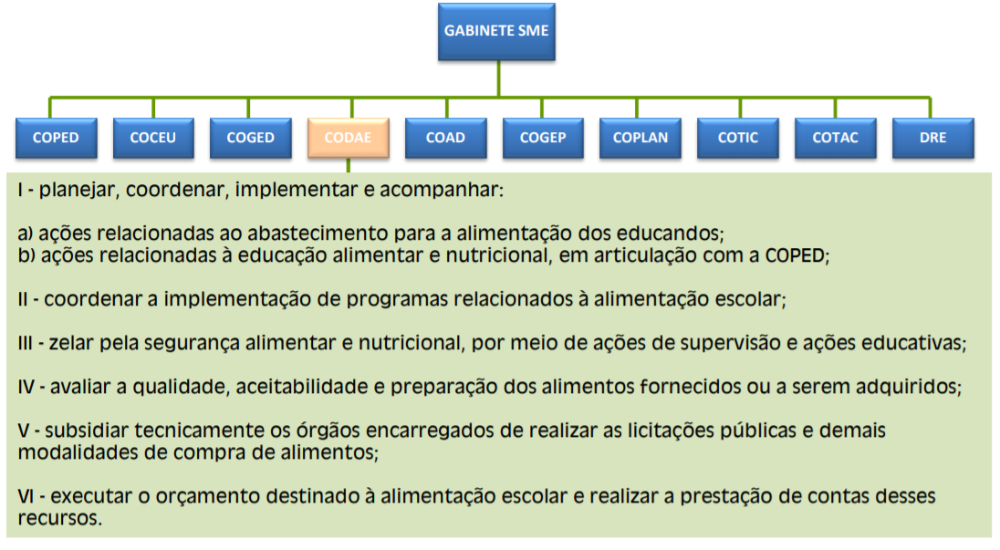 GABINETE SME
COPED
COCEU
COGED
CODAE
COAD
COGEP
COPLAN
COTIC
COTAC
DRE
I - planejar, coordenar, implementar e acompanhar:
a) ações relacionadas ao abastecimento para a alimentação dos educandos;
b) ações relacionadas à educação alimentar e nutricional, em articulação com a COPED;
II - coordenar a implementação de programas relacionados à alimentação escolar;
III - zelar pela segurança alimentar e nutricional, por meio de ações de supervisão e ações educativas;
IV - avaliar a qualidade, aceitabilidade e preparação dos alimentos fornecidos ou a serem adquiridos;
V - subsidiar tecnicamente os órgãos encarregados de realizar as licitações públicas e demais
modalidades de compra de alimentos;
VI - executar o orçamento destinado à alimentação escolar e realizar a prestação de contas desses
recursos.